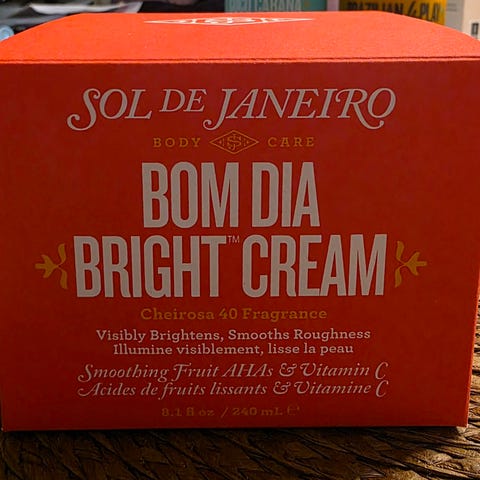 SOL DE JANEIRO
BODY CARE
BOM DIA
BRIGHT™ CREAM
Cheirosa 40 Fragrance
Visibly Brightens, Smooths Roughness
Illumine visiblement, lisse la peau
Smoothing Fruit AHAs & Vitamin C
Acides de fruits lissants & Vitamine C
8.1 fl oz / 240 mL ℮